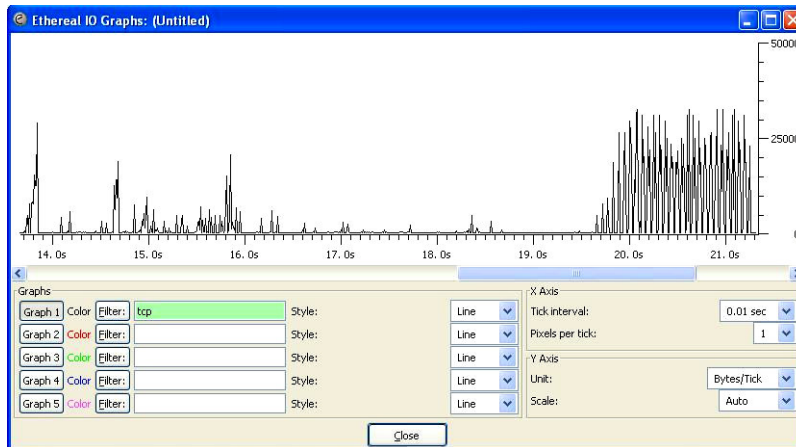 Ethereal IO Graphs: (Untitled)
50000
25000
0
14.0s 15.0s 16.0s 17.0s 18.0s 19.0s 20.0s 21.0s
Graphs
Graph 1 Color Filter: tcp Style: Line
Graph 2 Color Filter: Style: Line
Graph 3 Color Filter: Style: Line
Graph 4 Color Filter: Style: Line
Graph 5 Color Filter: Style: Line
X Axis
Tick interval: 0.01 sec
Pixels per tick: 1
Y Axis
Unit: Bytes/Tick
Scale: Auto
Close